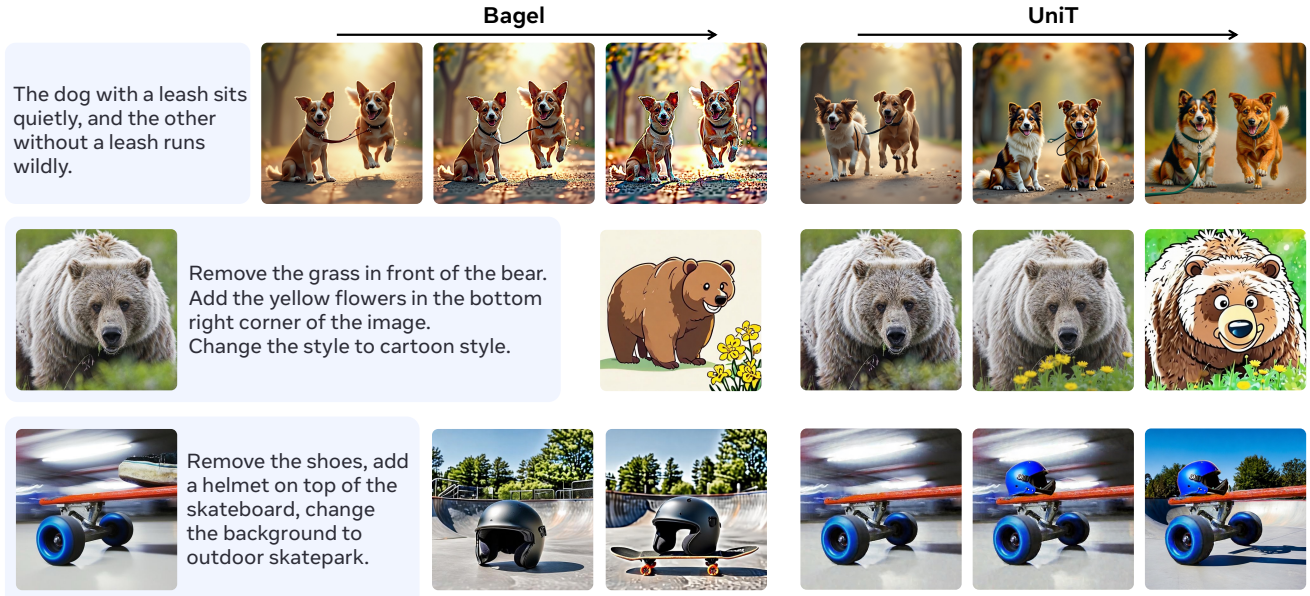 Bagel
UniT
The dog with a leash sits
quietly, and the other
without a leash runs
wildly.
Remove the grass in front of the bear.
Add the yellow flowers in the bottom
right corner of the image.
Change the style to cartoon style.
Remove the shoes, add
a helmet on top of the
skateboard, change
the background to
outdoor skatepark.